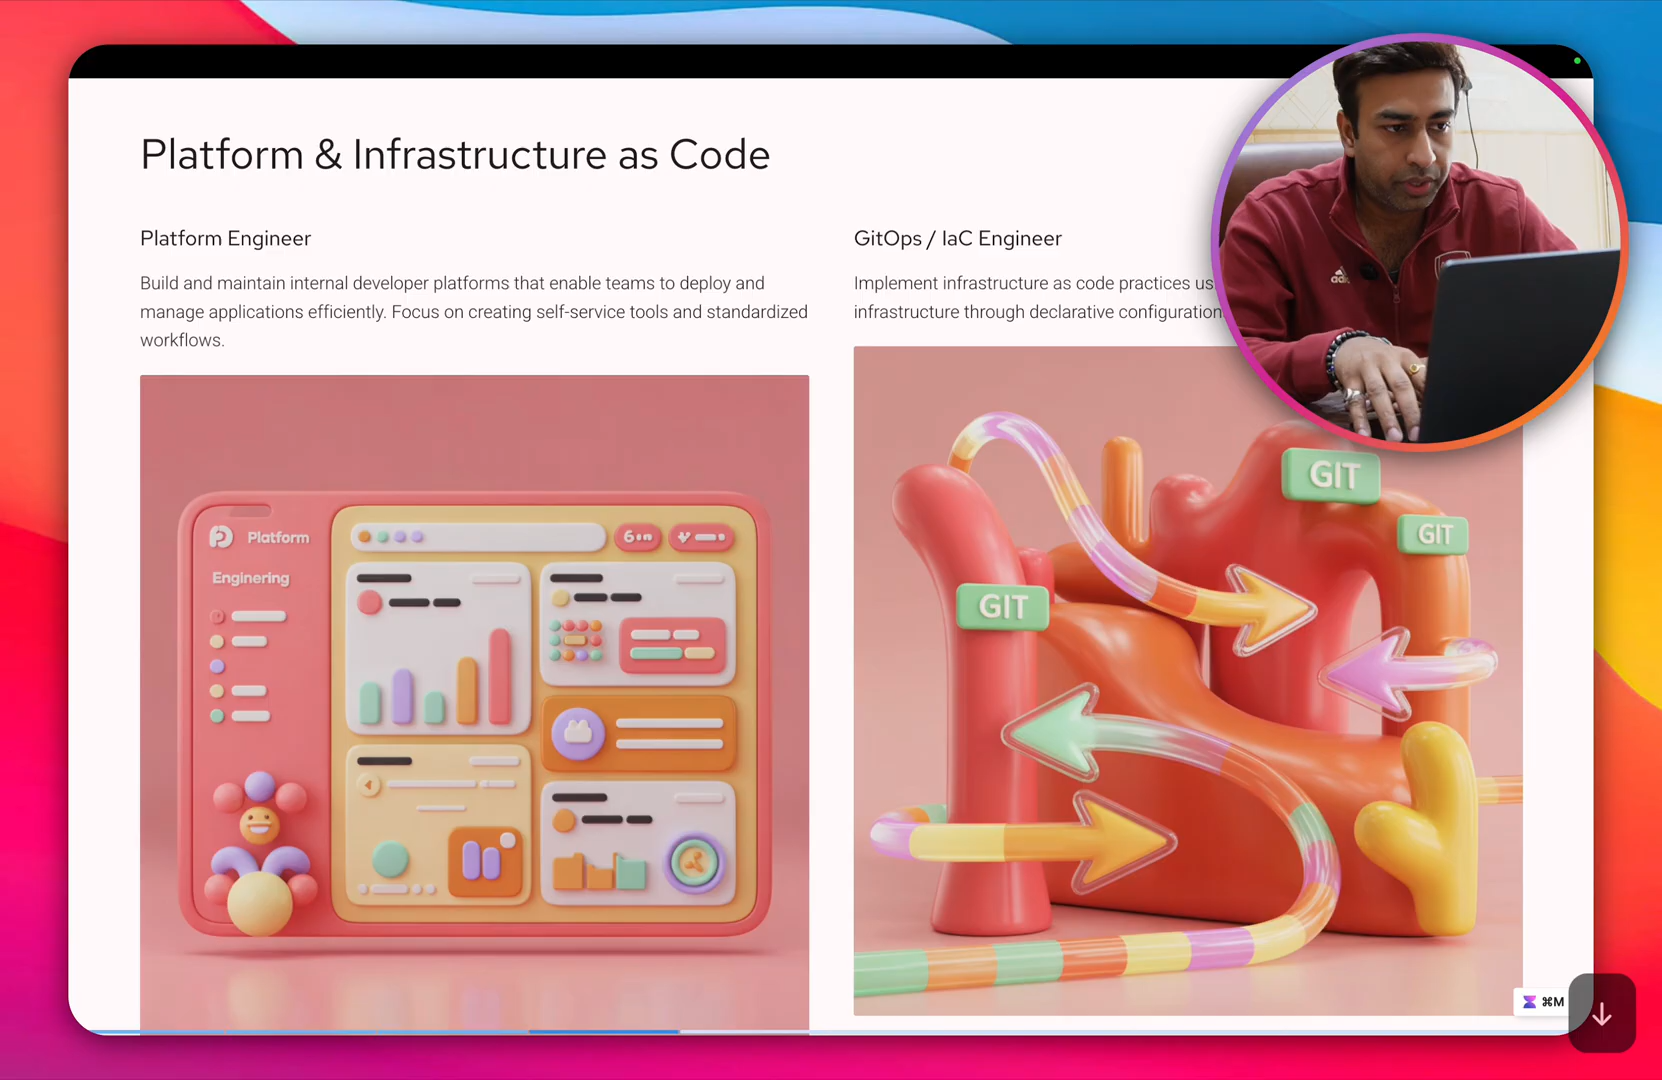 Platform & Infrastructure as Code
Platform Engineer
Build and maintain internal developer platforms that enable teams to deploy and
manage applications efficiently. Focus on creating self-service tools and standardized
workflows.
GitOps / IaC Engineer
Implement infrastructure as code practices
infrastructure through declarative
Platform
Enginering
GIT
GIT
GIT
⌘M